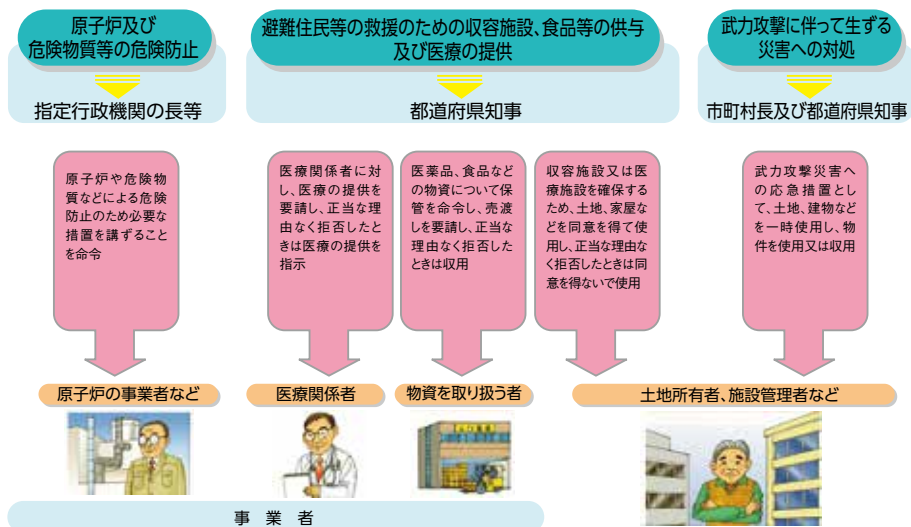 原子炉及び
危険物質等の危険防止
指定行政機関の長等
避難住民等の救援のための収容施設、食品等の供与
及び医療の提供
都道府県知事
武力攻撃に伴って生ずる
災害への対処
市町村長及び都道府県知事
原子炉や危険物
質などによる危険
防止のため必要な
措置を講ずること
を命令
医療関係者に対
し、医療の提供を
要請し、正当な理
由なく拒否したと
きは医療の提供を
指示
医薬品、食品など
の物資について保
管を命令し、売渡
しを要請し、正当な
理由なく拒否した
ときは収用
収容施設又は医
療施設を確保する
ため、土地、家屋な
どを同意を得て使
用し、正当な理由な
く拒否したときは同
意を得ないで使用
武力攻撃災害へ
の応急措置とし
て、土地、建物など
を一時使用し、物
件を使用又は収用
原子炉の事業者など
医療関係者
物資を取り扱う者
土地所有者、施設管理者など
事 業 者